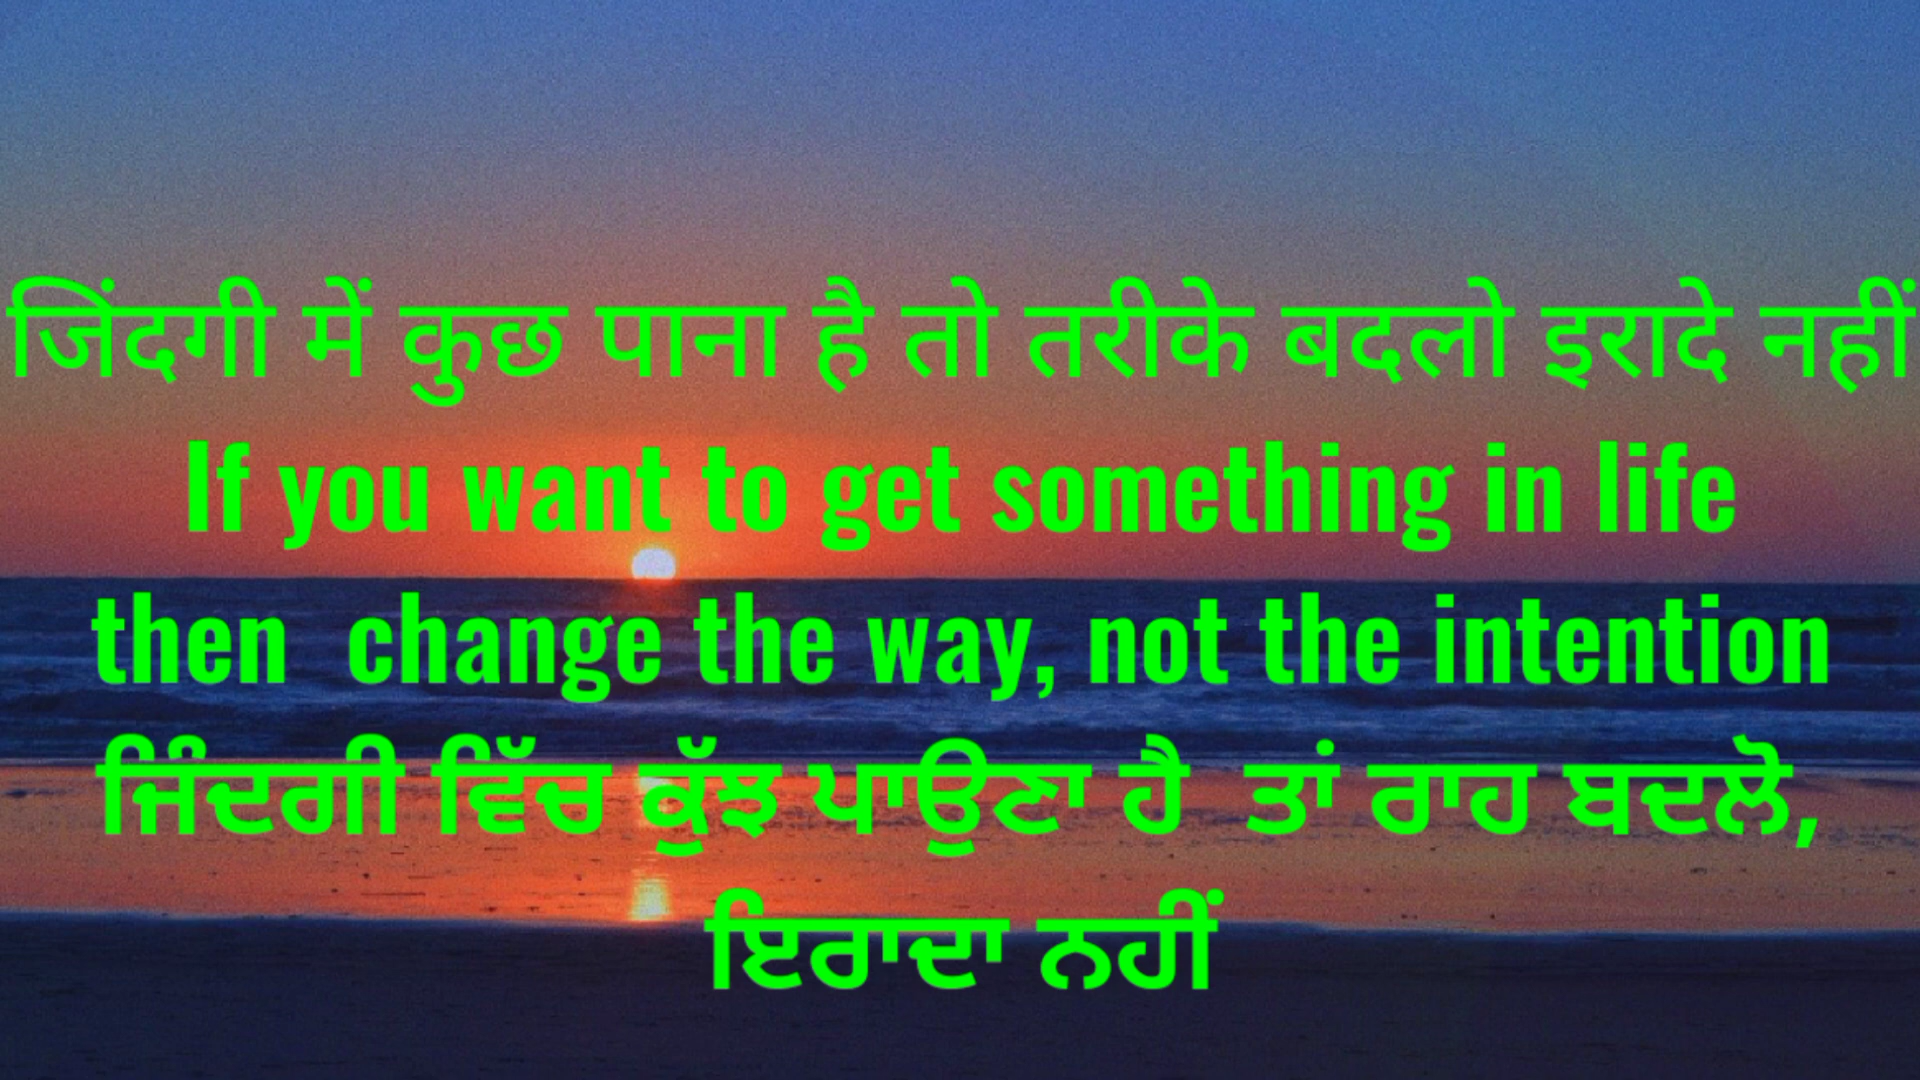 जिंदगी में कुछ पाना है तो तरीके बदलो इरादे नहीं
If you want to get something in life
then  change the way, not the intention
ਜਿੰਦਗੀ ਵਿੱਚ ਕੁੱਝ ਪਾਉਣਾ ਹੈ  ਤਾਂ ਰਾਹ ਬਦਲੋ,
ਇਰਾਦਾ ਨਹੀਂ